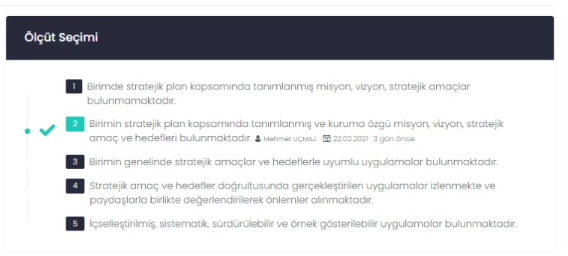 Ölçüt Seçimi
1 Birimde stratejik plan kapsamında tanımlanmış misyon, vizyon, stratejik amaçlar
bulunmamaktadır.
2 Birimin stratejik plan kapsamında tanımlanmış ve kuruma özgü misyon, vizyon, stratejik
amaç ve hedefleri bulunmaktadır. Mehmet UÇMAZ 22.02.2021 3 gün önce
3 Birimin genelinde stratejik amaçlar ve hedeflerle uyumlu uygulamalar bulunmaktadır.
4 Stratejik amaç ve hedefler doğrultusunda gerçekleştirilen uygulamalar izlenmekte ve
paydaşlarla birlikte değerlendirilerek önlemler alınmaktadır.
5 İçselleştirilmiş, sistematik, sürdürülebilir ve örnek gösterilebilir uygulamalar bulunmaktadır.